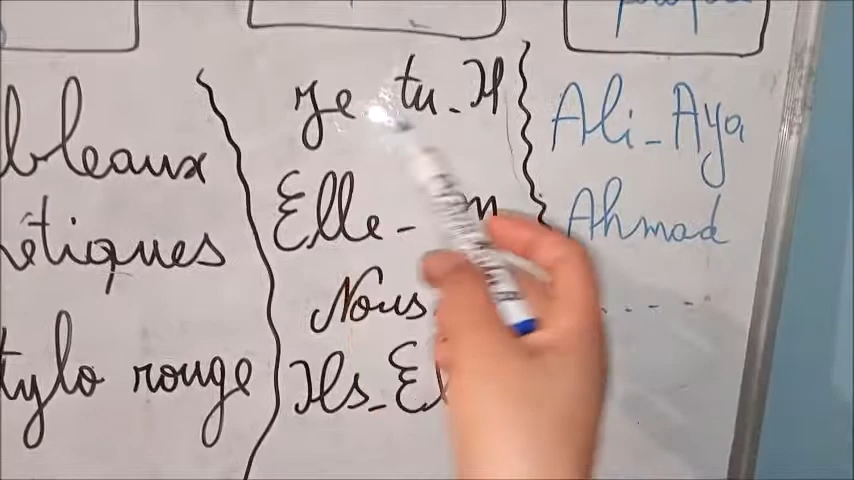 Je tu - Il
Elle -
Nous
Ils - El
Ali - Aya
Ahmad
.....
bleaux
étiques
tylo rouge